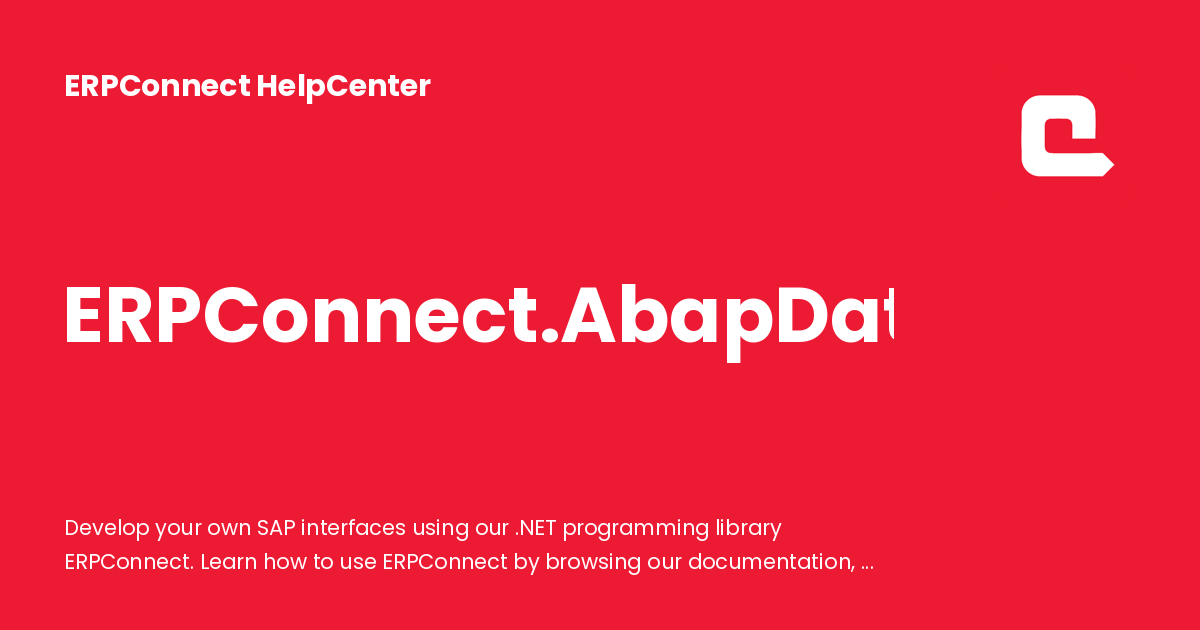 ERPConnect HelpCenter
ERPConnect.AbapDat
Develop your own SAP interfaces using our .NET programming library
ERPConnect. Learn how to use ERPConnect by browsing our documentation, ...